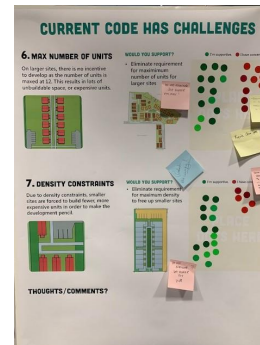 CURRENT CODE HAS CHALLENGES
6. MAX NUMBER OF UNITS
On larger sites, there is no incentive
to develop as the number of units is
maxed at 12. This results in lots of
unbuildable space, or expensive units.
WOULD YOU SUPPORT?
• Eliminate requirement
for maximum
number of units for
larger sites
I'm supportive
7. DENSITY CONSTRAINTS
Due to density constraints, smaller
sites are forced to build fewer, more
expensive units in order to make the
development pencil.
WOULD YOU SUPPORT?
• Eliminate requirement
for maximum density
to free up smaller sites
I'm supportive
THOUGHTS/COMMENTS?